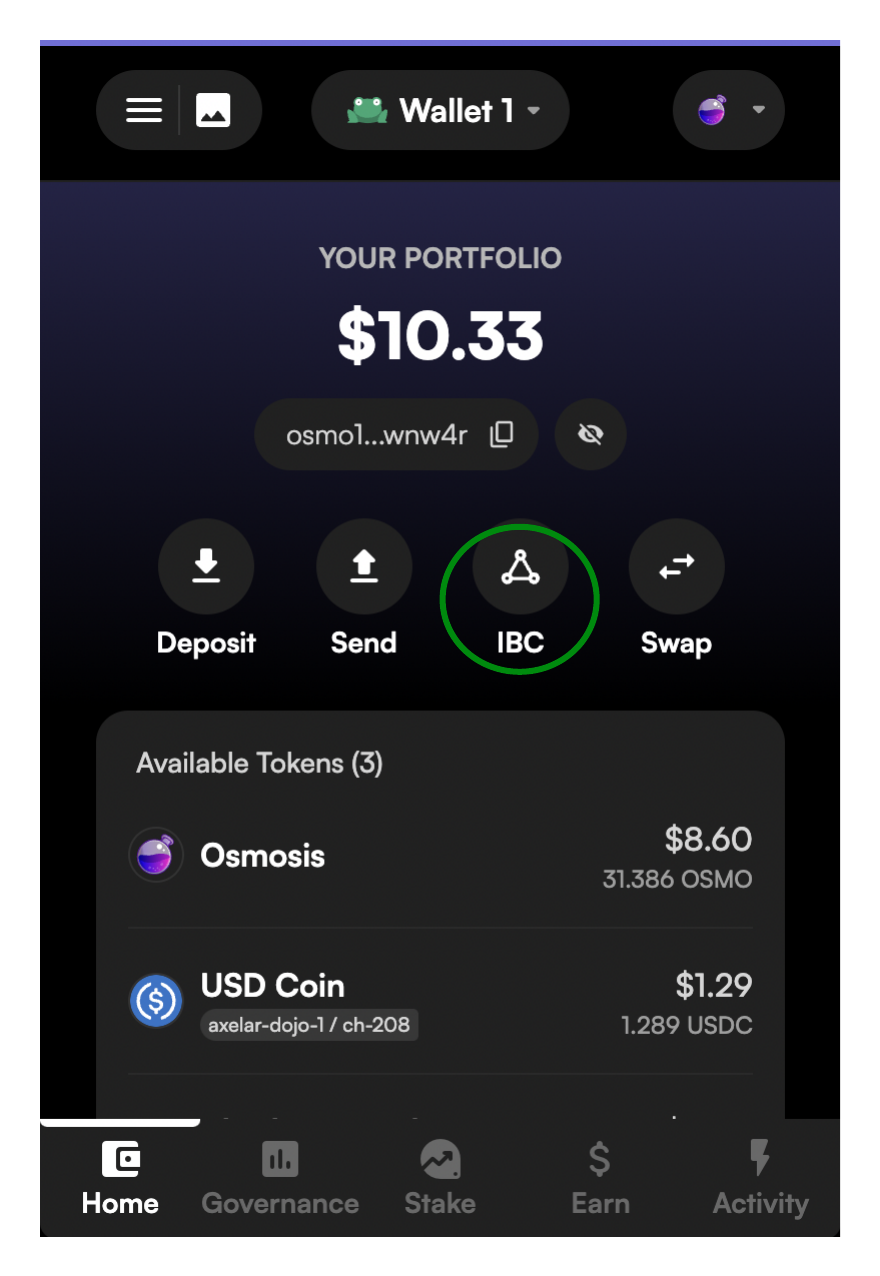 Wallet 1
YOUR PORTFOLIO
$10.33
osmo1...wnw4r
Deposit Send IBC Swap
Available Tokens (3)
Osmosis $8.60
31.386 OSMO
USD Coin $1.29
axelar-dojo-1 / ch-208 1.289 USDC
Home Governance Stake Earn Activity